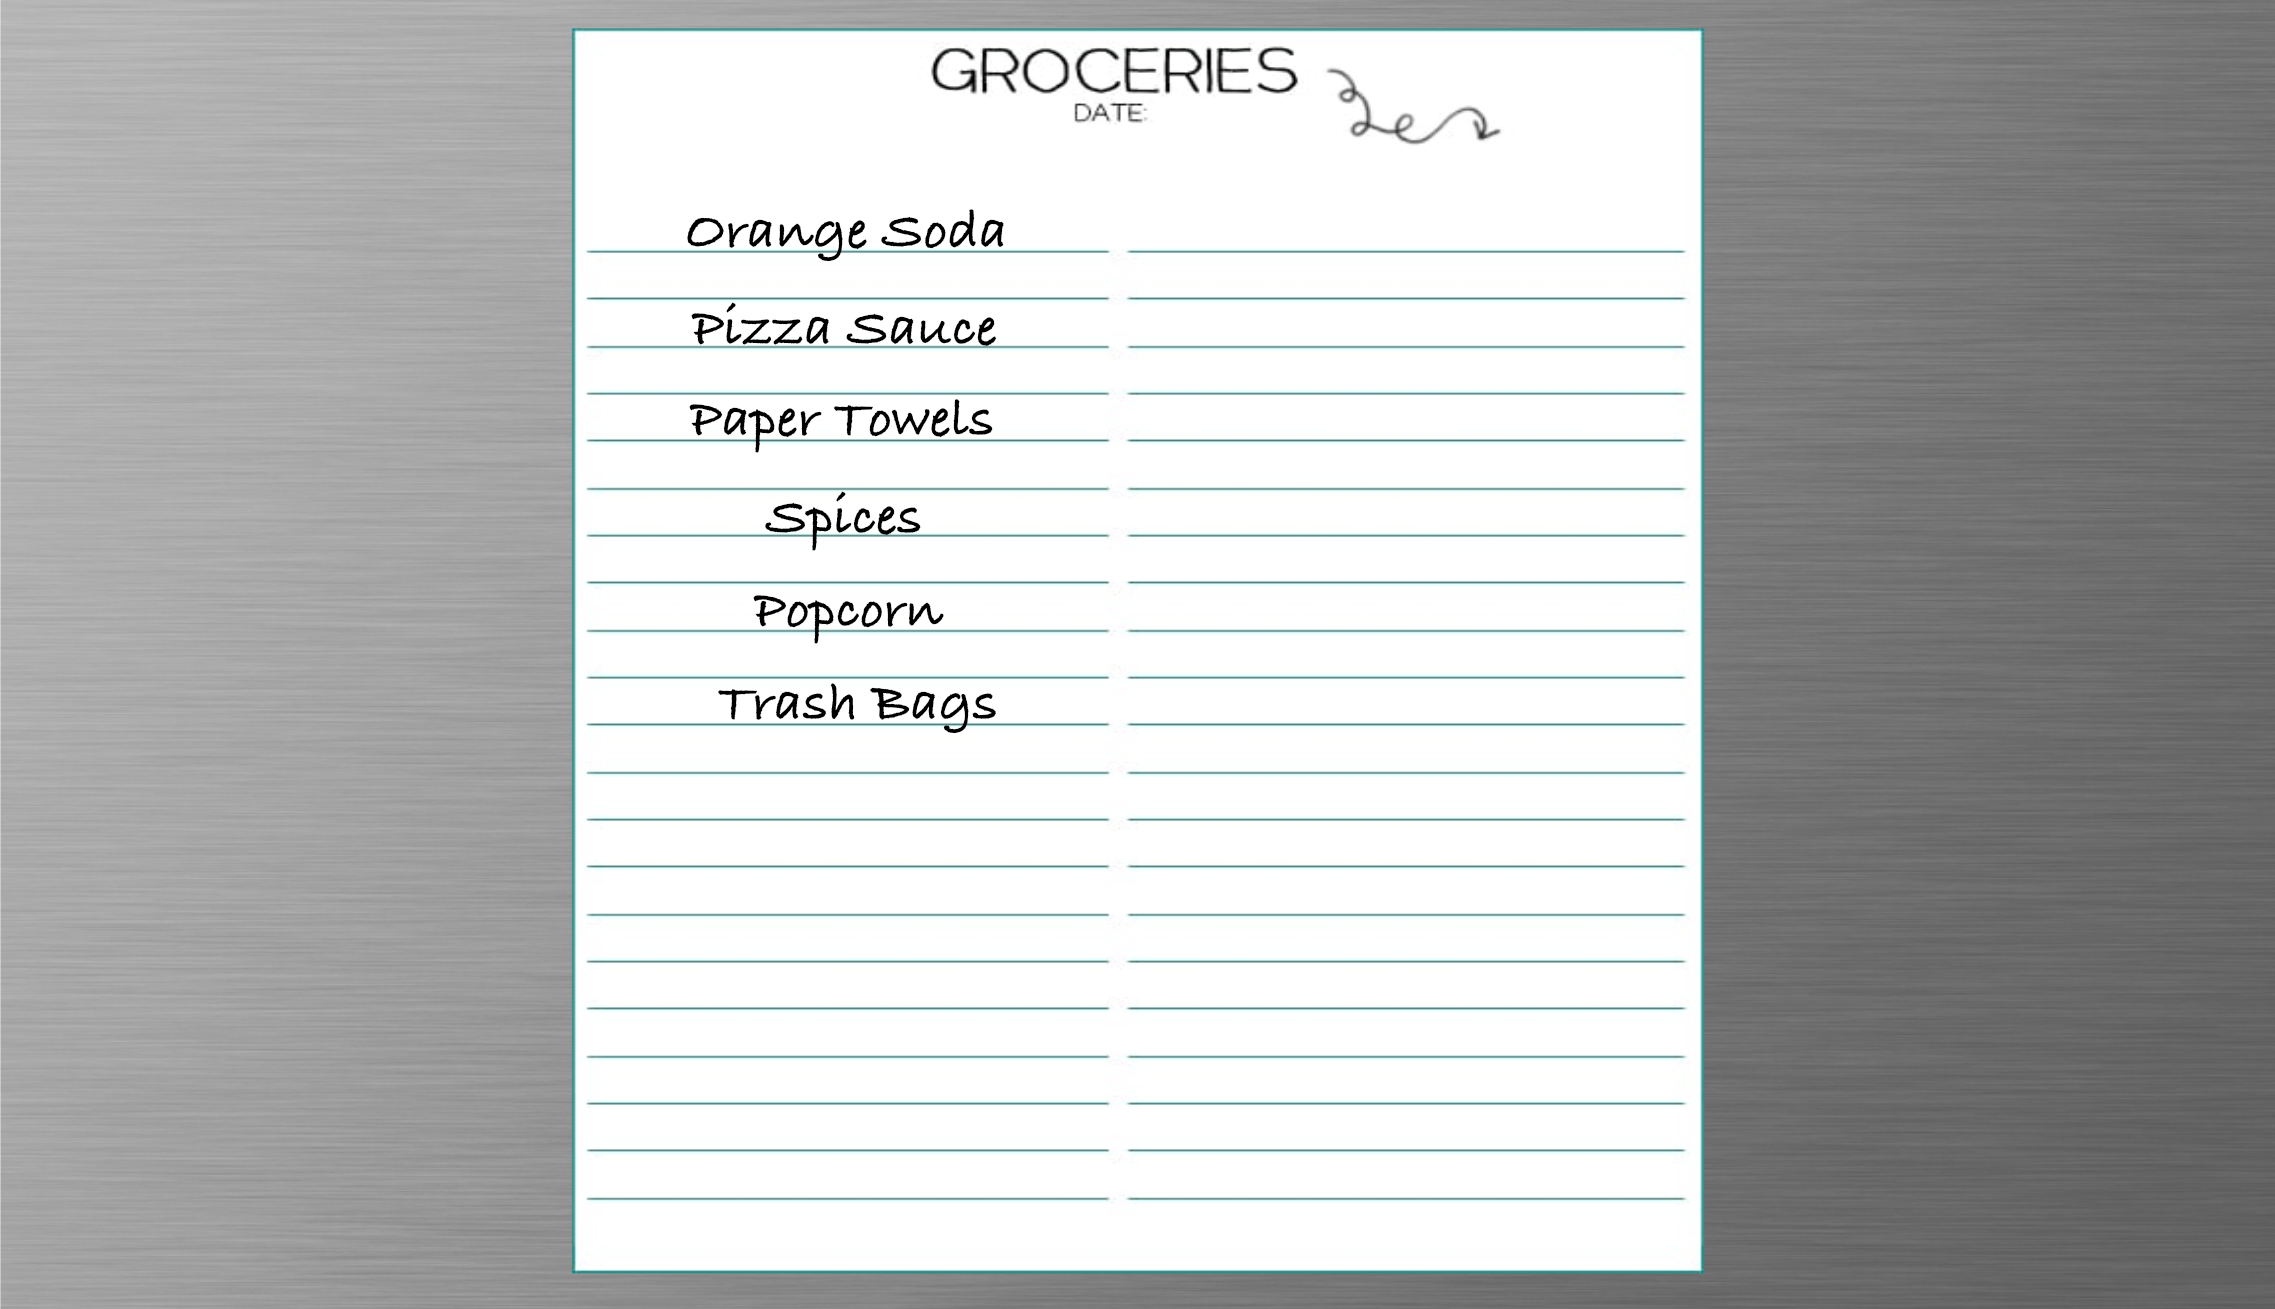 GROCERIES
DATE:
Orange Soda
Pizza Sauce
Paper Towels
Spices
Popcorn
Trash Bags